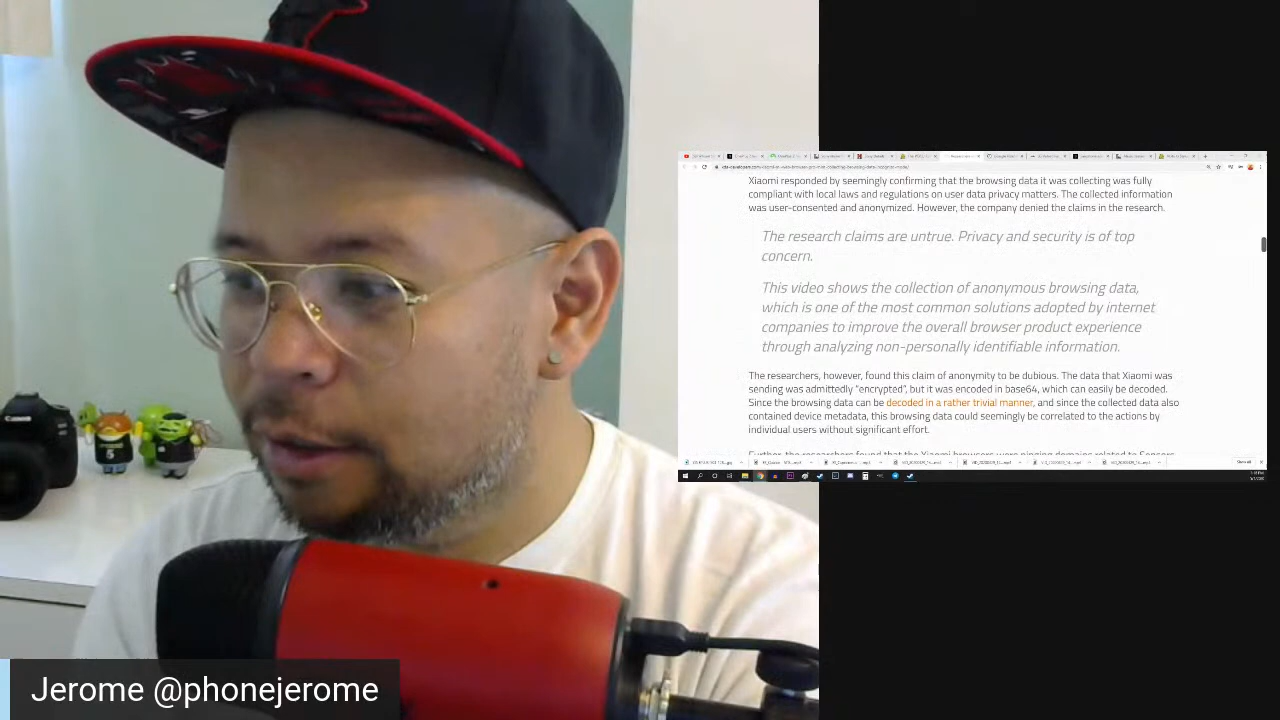 Xiaomi responded by seemingly confirming that the browsing data it was collecting was fully
compliant with local laws and regulations on user data privacy matters. The collected information
was user-consented and anonymized. However, the company denied the claims in the research.
The research claims are untrue. Privacy and security is of top
concern.
This video shows the collection of anonymous browsing data,
which is one of the most common solutions adopted by internet
companies to improve the overall browser product experience
through analyzing non-personally identifiable information.
The researchers, however, found this claim of anonymity to be dubious. The data that Xiaomi was
sending was admittedly "encrypted", but it was encoded in base64, which can easily be decoded.
Since the browsing data can be decoded in a rather trivial manner, and since the collected data also
contained device metadata, this browsing data could seemingly be correlated to the actions by
individual users without significant effort.
Canon
5
Jerome @phonejerome